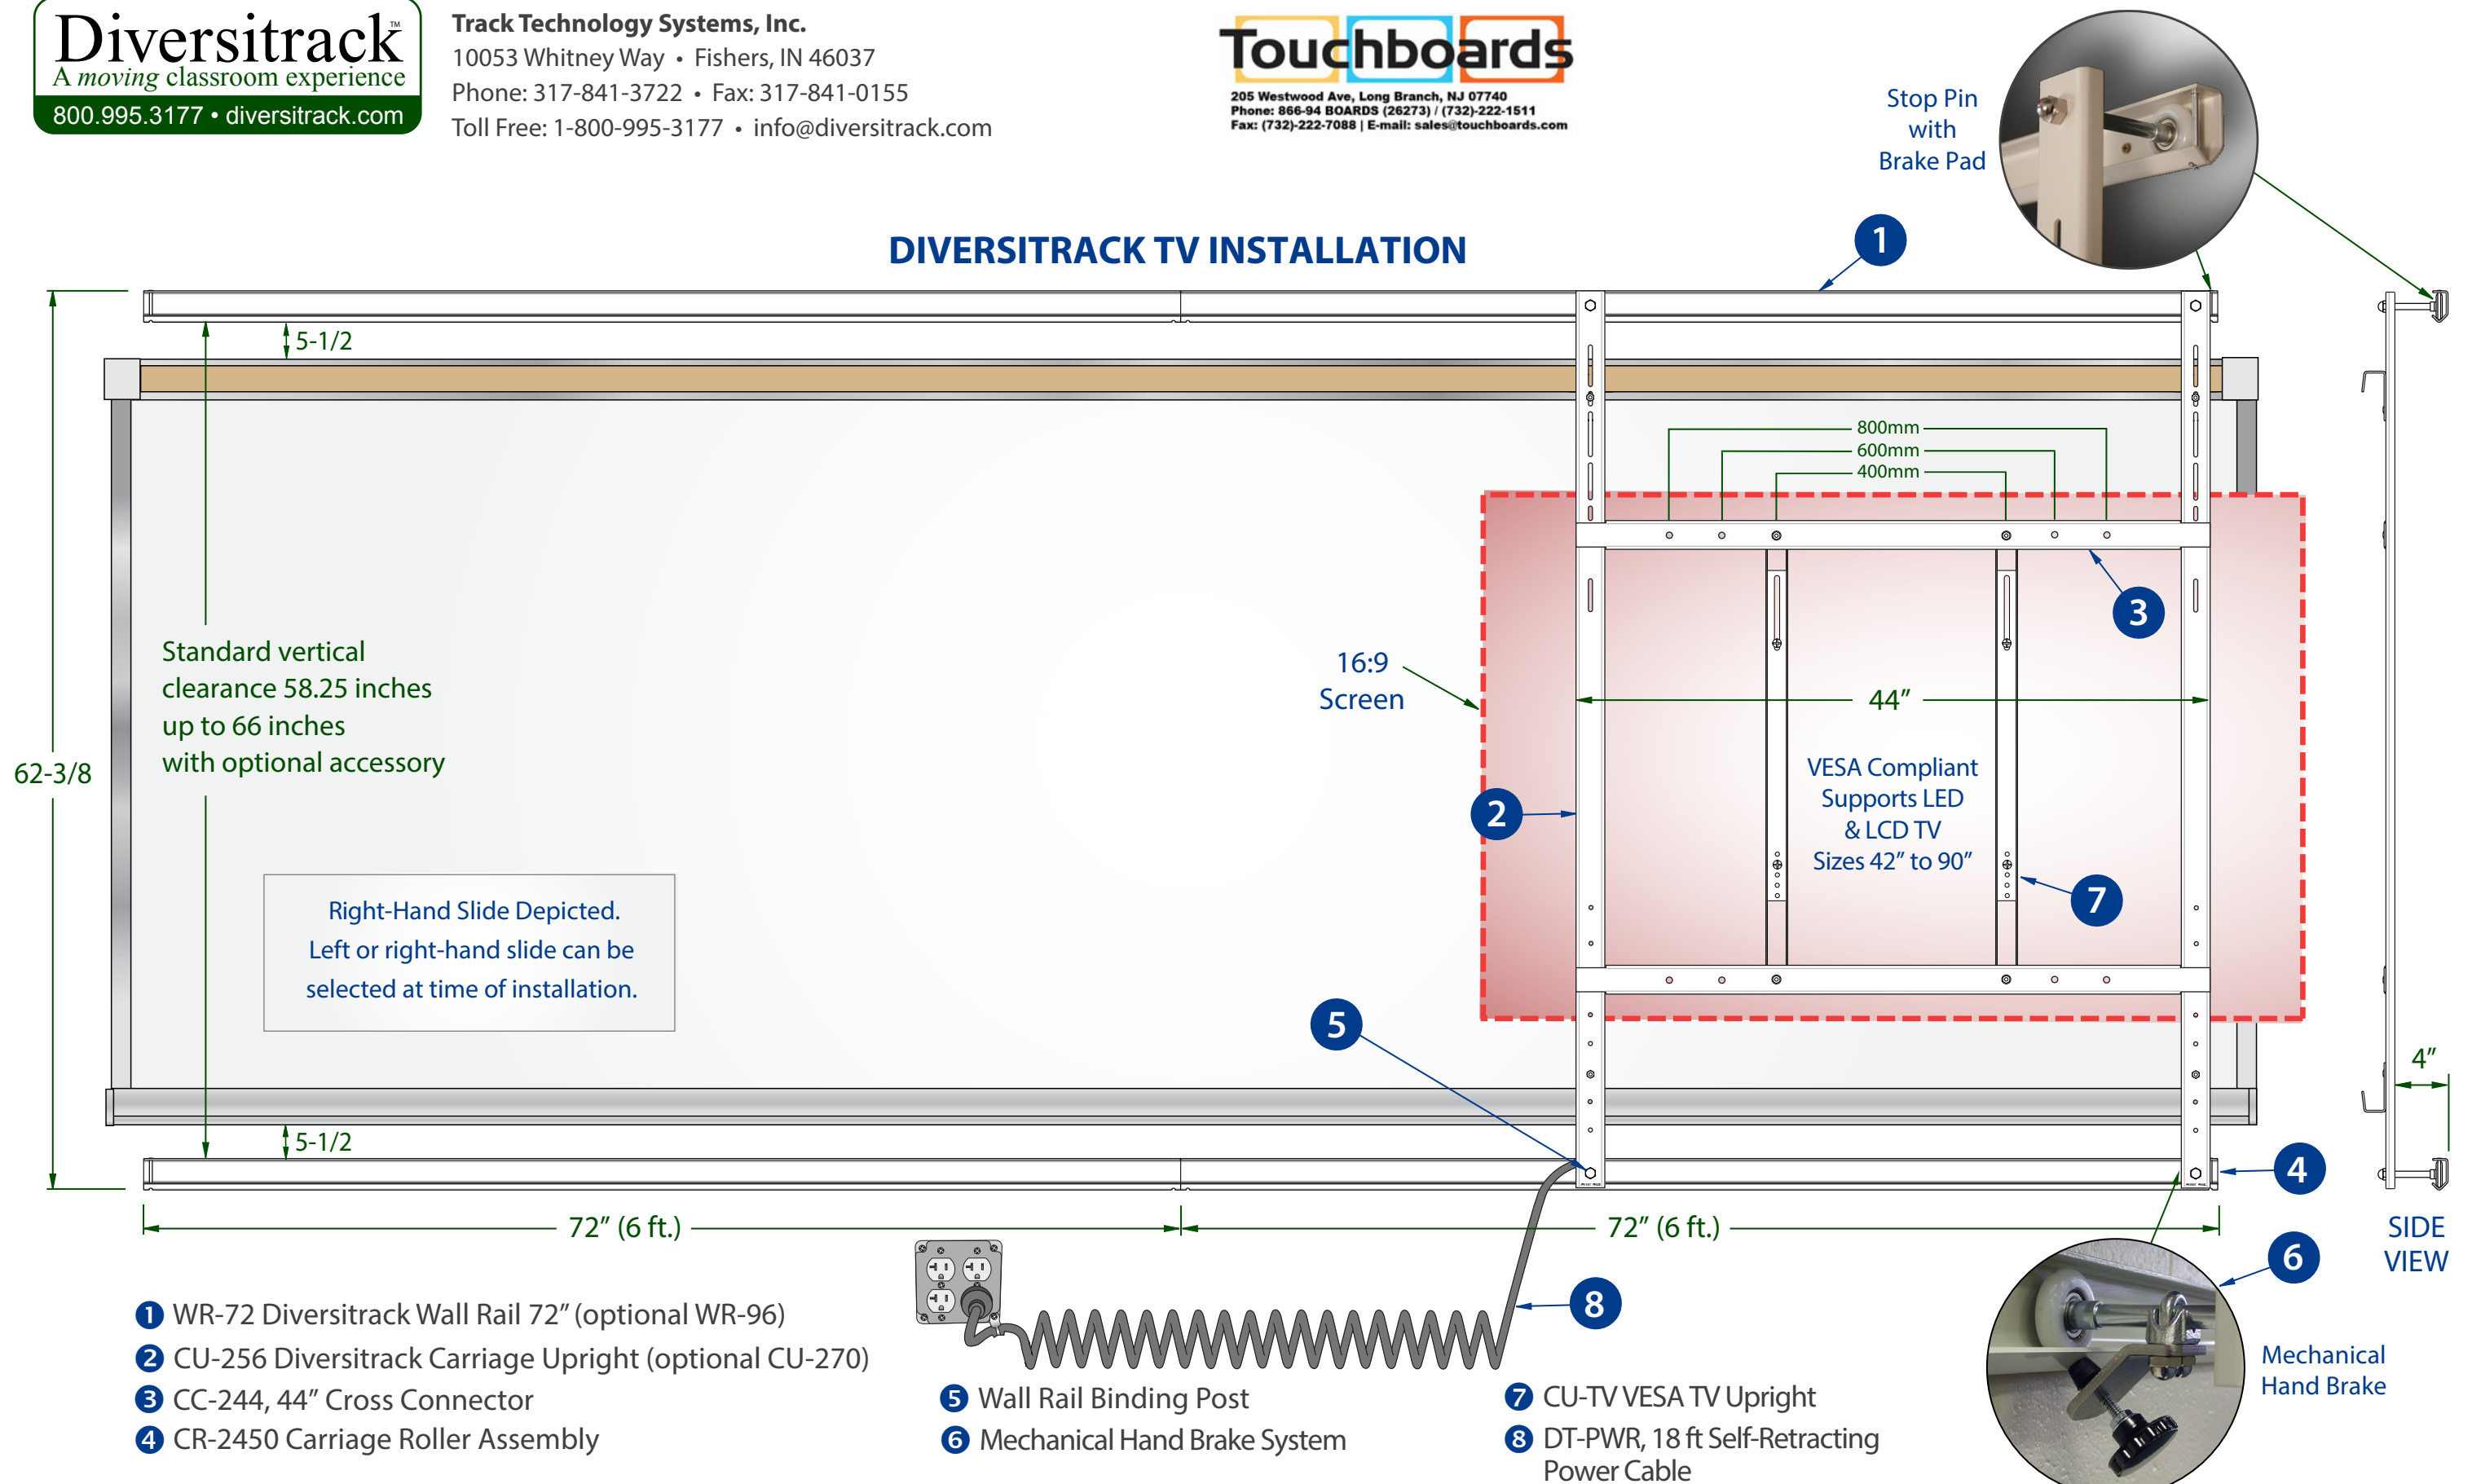 Diversitrack™
A moving classroom experience
800.995.3177 • diversitrack.com
Track Technology Systems, Inc.
10053 Whitney Way • Fishers, IN 46037
Phone: 317-841-3722 • Fax: 317-841-0155
Toll Free: 1-800-995-3177 • info@diversitrack.com
Touchboards
205 Westwood Ave, Long Branch, NJ 07740
Phone: 866-94 BOARDS (26273) / (732)-222-1511
Fax: (732)-222-7088 | E-mail: sales@touchboards.com
Stop Pin
with
Brake Pad
DIVERSITRACK TV INSTALLATION
1
5-1/2
800mm
600mm
400mm
3
Standard vertical
clearance 58.25 inches
up to 66 inches
with optional accessory
62-3/8
16:9
Screen
44”
2
VESA Compliant
Supports LED
& LCD TV
Sizes 42” to 90”
7
Right-Hand Slide Depicted.
Left or right-hand slide can be
selected at time of installation.
5
4”
5-1/2
4
72” (6 ft.)
72” (6 ft.)
SIDE
VIEW
6
8
Mechanical
Hand Brake
1 WR-72 Diversitrack Wall Rail 72” (optional WR-96)
2 CU-256 Diversitrack Carriage Upright (optional CU-270)
3 CC-244, 44” Cross Connector
4 CR-2450 Carriage Roller Assembly
5 Wall Rail Binding Post
6 Mechanical Hand Brake System
7 CU-TV VESA TV Upright
8 DT-PWR, 18 ft Self-Retracting
Power Cable